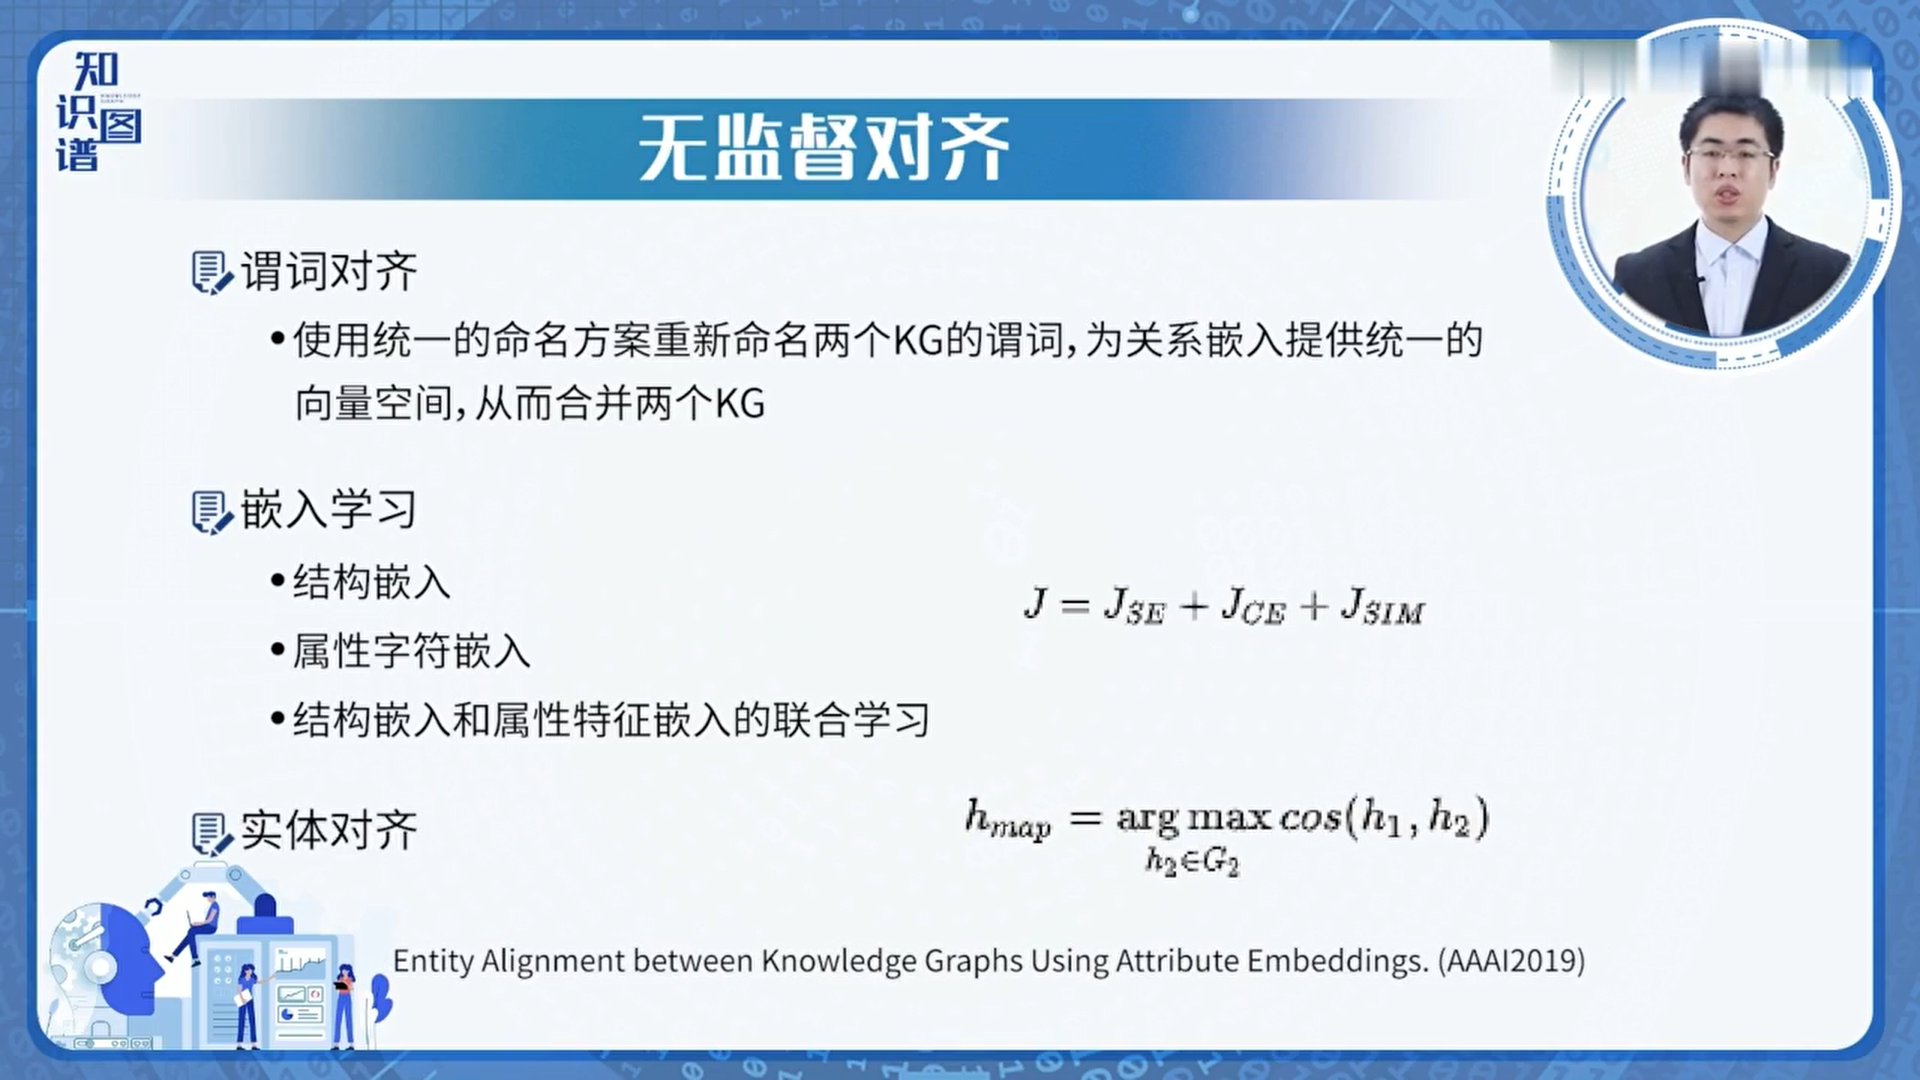 知识图谱
KNOWLEDGE GRAPH
无监督对齐
谓词对齐
•使用统一的命名方案重新命名两个KG的谓词，为关系嵌入提供统一的
向量空间，从而合并两个KG
嵌入学习
•结构嵌入
J = J_{SE} + J_{CE} + J_{SIM}
•属性字符嵌入
•结构嵌入和属性特征嵌入的联合学习
实体对齐
h_{map} = arg max cos(h_1, h_2)
h_2∈G_2
Entity Alignment between Knowledge Graphs Using Attribute Embeddings. (AAAI2019)